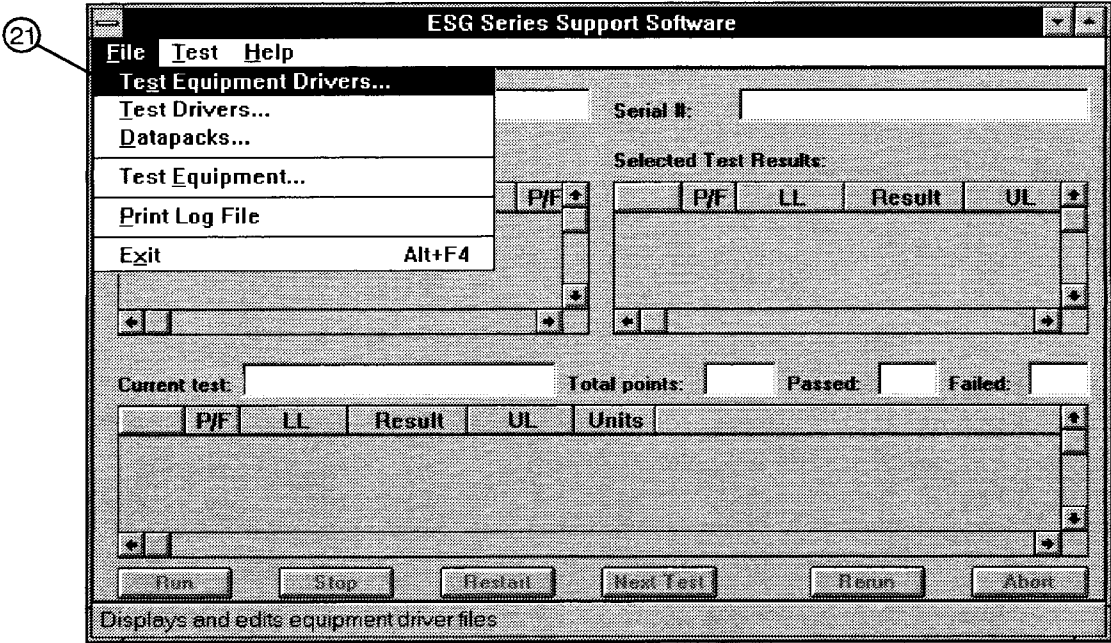 21
ESG Series Support Software
File Test Help
Test Equipment Drivers...
Test Drivers...
Datapacks...
Test Equipment...
Print Log File
Exit Alt+F4
Serial #:
Selected Test Results:
P/F
P/F LL Result UL
Current test: Total points: Passed: Failed:
P/F LL Result UL Units
Run Stop Restart Next Test Rerun Abort
Displays and edits equipment driver files